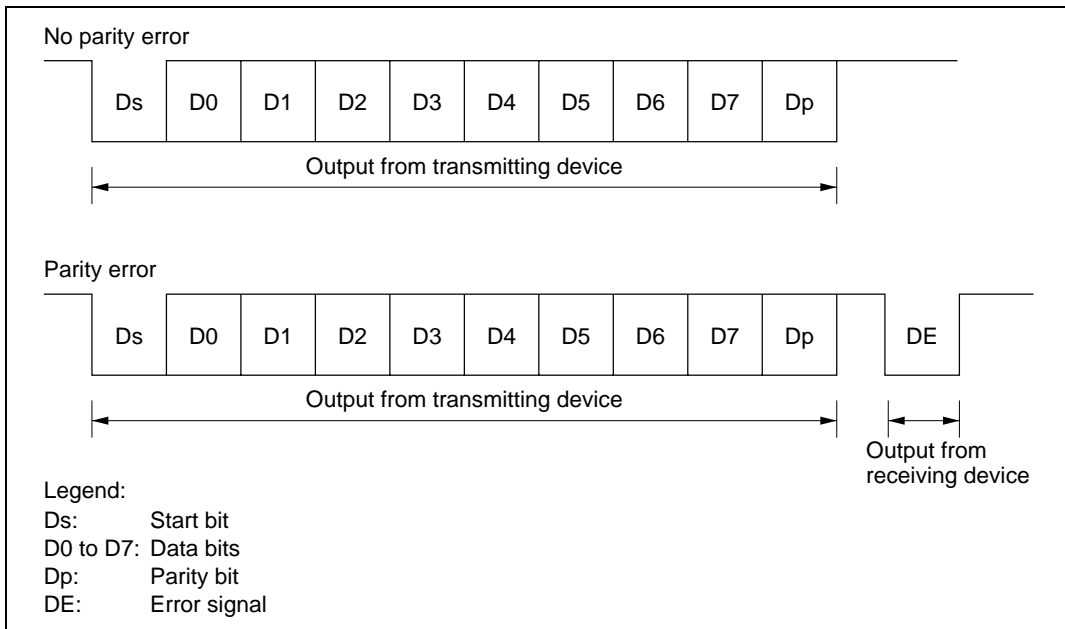 No parity error
Ds D0 D1 D2 D3 D4 D5 D6 D7 Dp
Output from transmitting device
Parity error
Ds D0 D1 D2 D3 D4 D5 D6 D7 Dp DE
Output from transmitting device
Output from
receiving device
Legend:
Ds: Start bit
D0 to D7: Data bits
Dp: Parity bit
DE: Error signal